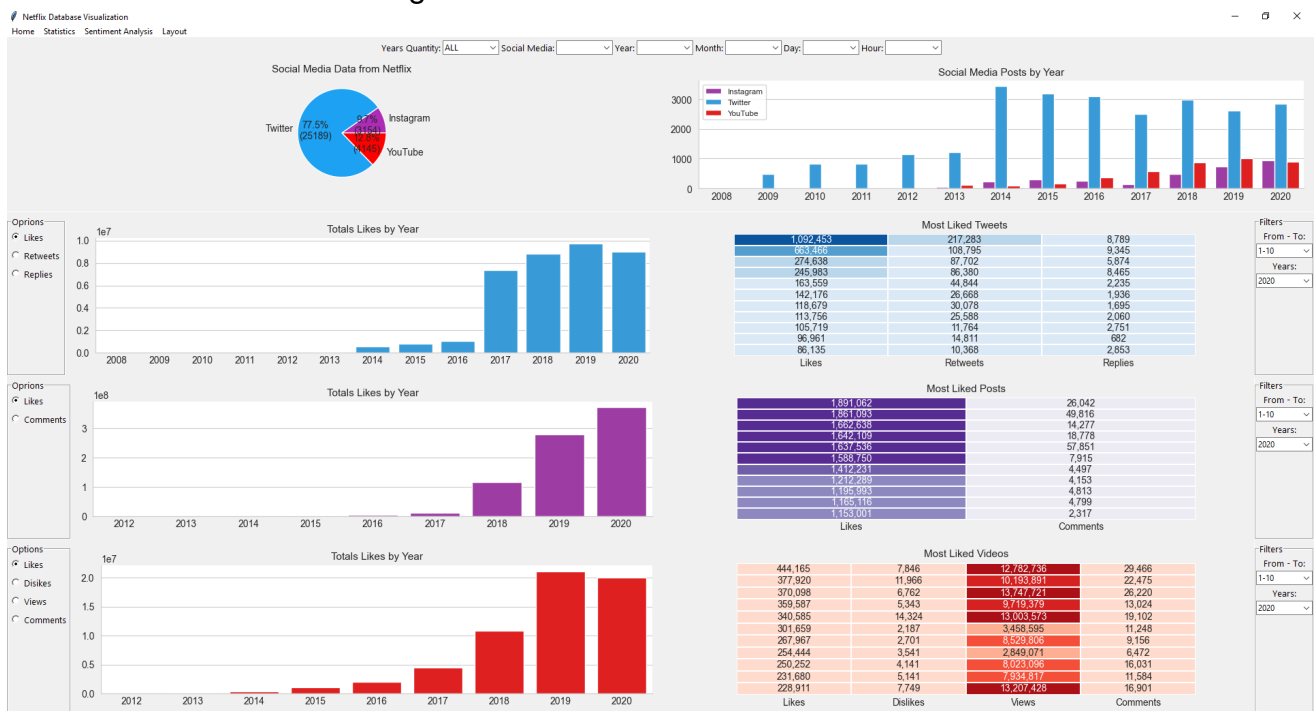 Netflix Database Visualization
Home Statistics Sentiment Analysis Layout
Years Quantity: ALL Social Media: Year: Month: Day: Hour:
Social Media Data from Netflix
Twitter
77.5%
(25189)
9.7%
(3154)
Instagram
12.8%
(4145)
YouTube
Social Media Posts by Year
Instagram
Twitter
YouTube
3000
2000
1000
0
2008 2009 2010 2011 2012 2013 2014 2015 2016 2017 2018 2019 2020
Oprions
Likes
Retweets
Replies
Totals Likes by Year
1e7
1.0
0.8
0.6
0.4
0.2
0.0
2008 2009 2010 2011 2012 2013 2014 2015 2016 2017 2018 2019 2020
Most Liked Tweets
1,092,453 217,283 8,789
663,466 108,795 9,345
274,638 87,702 5,874
245,983 86,380 8,465
163,559 44,844 2,235
142,176 26,668 1,936
118,679 30,078 1,695
113,756 25,588 2,060
105,719 11,764 2,751
96,961 14,811 682
86,135 10,368 2,853
Likes Retweets Replies
Filters
From - To:
1-10
Years:
2020
Oprions
Likes
Comments
Totals Likes by Year
1e8
3
2
1
0
2012 2013 2014 2015 2016 2017 2018 2019 2020
Most Liked Posts
1,891,062 26,042
1,861,093 49,816
1,662,638 14,277
1,642,109 18,778
1,637,536 57,851
1,588,750 7,915
1,412,231 4,497
1,212,289 4,153
1,195,993 4,813
1,165,116 4,799
1,153,001 2,317
Likes Comments
Filters
From - To:
1-10
Years:
2020
Options
Likes
Disikes
Views
Comments
Totals Likes by Year
1e7
2.0
1.5
1.0
0.5
0.0
2012 2013 2014 2015 2016 2017 2018 2019 2020
Most Liked Videos
444,165 7,846 12,782,736 29,466
377,920 11,966 10,193,891 22,475
370,098 6,762 13,747,721 26,220
359,587 5,343 9,719,379 13,024
340,585 14,324 13,003,573 19,102
301,659 2,187 3,458,595 11,248
267,967 2,701 8,529,806 9,156
254,444 3,541 2,849,071 6,472
250,252 4,141 8,023,096 16,031
231,680 5,141 7,934,817 11,584
228,911 7,749 13,207,428 16,901
Likes Dislikes Views Comments
Filters
From - To:
1-10
Years:
2020